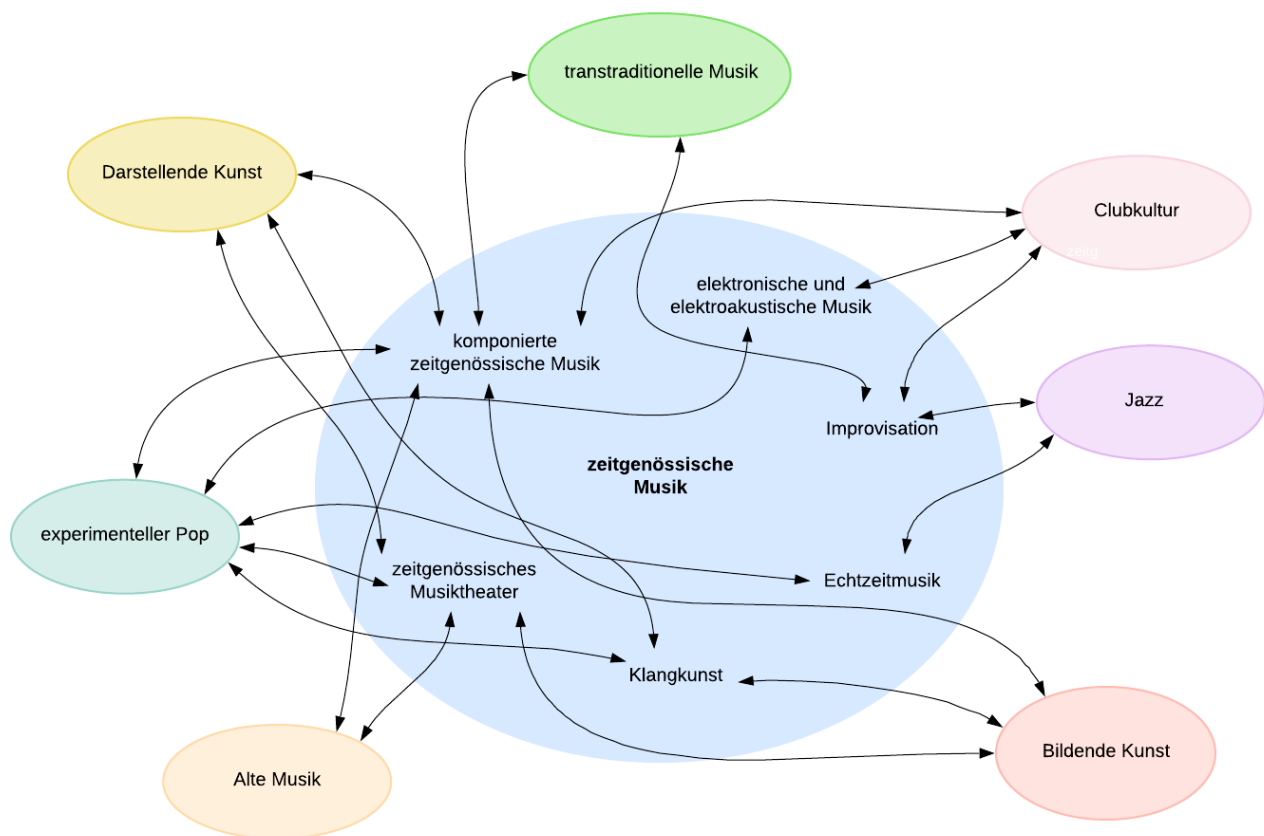 transtraditionelle Musik
Darstellende Kunst
Clubkultur
zeitg
elektronische und
elektroakustische Musik
komponierte
zeitgenössische Musik
Jazz
Improvisation
zeitgenössische
Musik
experimenteller Pop
zeitgenössisches
Musiktheater
Echtzeitmusik
Klangkunst
Bildende Kunst
Alte Musik